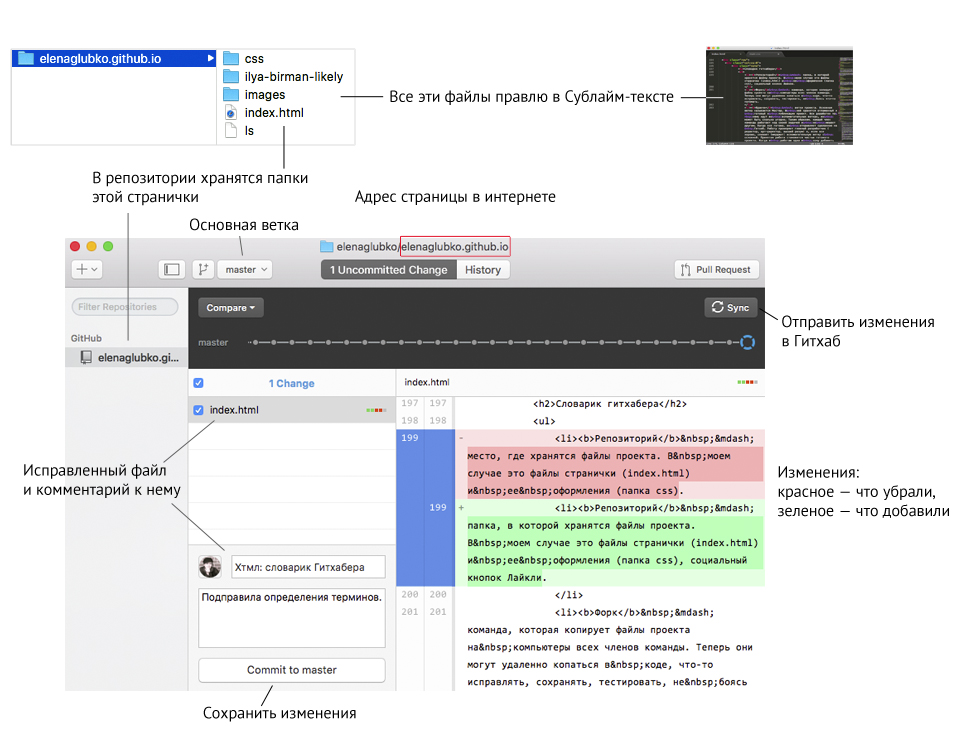 elenaglubko.github.io
css
ilya-birman-likely
images
index.html
ls
Все эти файлы правлю в Сублайм-тексте
В репозитории хранятся папки
этой странички
Адрес страницы в интернете
Основная ветка
elenaglubko/elenaglubko.github.io
master
1 Uncommitted Change
History
Pull Request
Filter Repositories
Compare
Sync
GitHub
master
elenaglubko.gi...
Отправить изменения
в Гитхаб
1 Change
index.html
index.html
197 197 <h2>Словарик гитхабера</h2>
198 198 <ul>
199 - <li><b>Репозиторий</b>&nbsp;&mdash;
место, где хранятся файлы проекта. В&nbsp;моем
случае это файлы странички (index.html)
и&nbsp;ее&nbsp;оформления (папка css).
199 + <li><b>Репозиторий</b>&nbsp;&mdash;
папка, в которой хранятся файлы проекта.
В&nbsp;моем случае это файлы странички (index.html)
и&nbsp;ее&nbsp;оформления (папка css), социальный
кнопок Лайкли.
200 200 </li>
201 201 <li><b>Форк</b>&nbsp;&mdash;
команда, которая копирует файлы проекта
на&nbsp;компьютеры всех членов команды. Теперь они
могут удаленно копаться в&nbsp;коде, что-то
исправлять, сохранять, тестировать, не&nbsp;боясь
Исправленный файл
и комментарий к нему
Изменения:
красное — что убрали,
зеленое — что добавили
Хтмл: словарик Гитхабера
Подправила определения терминов.
Commit to master
Сохранить изменения